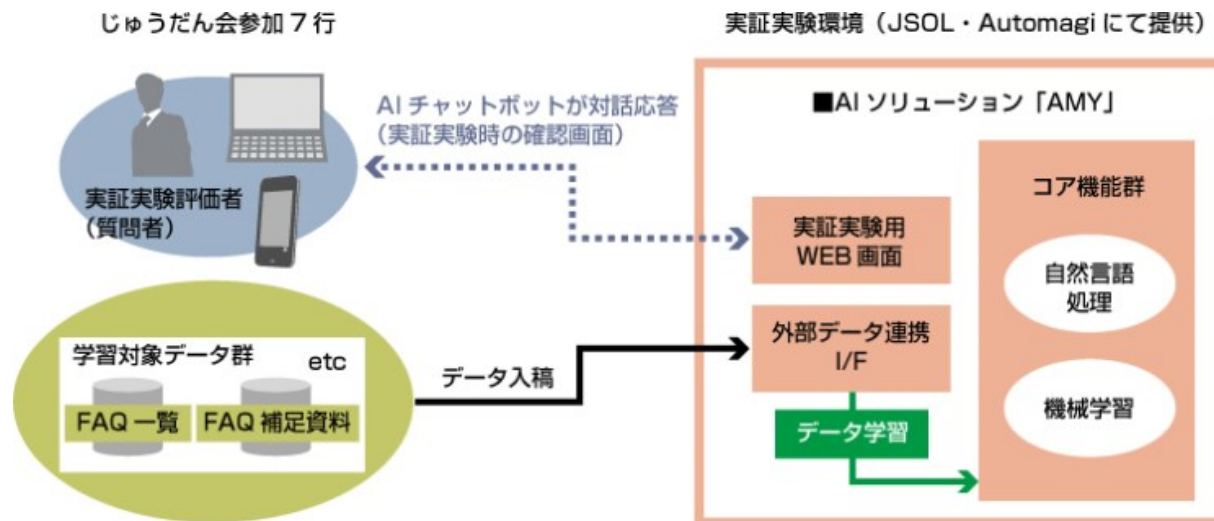 じゅうだん会参加 7 行
実証実験環境（JSOL・Automagi にて提供）
AI チャットボットが対話応答
（実証実験時の確認画面）
実証実験評価者
（質問者）
■AI ソリューション「AMY」
実証実験用
WEB 画面
外部データ連携
I/F
データ学習
コア機能群
自然言語
処理
機械学習
学習対象データ群
etc
FAQ 一覧
FAQ 補足資料
データ入稿